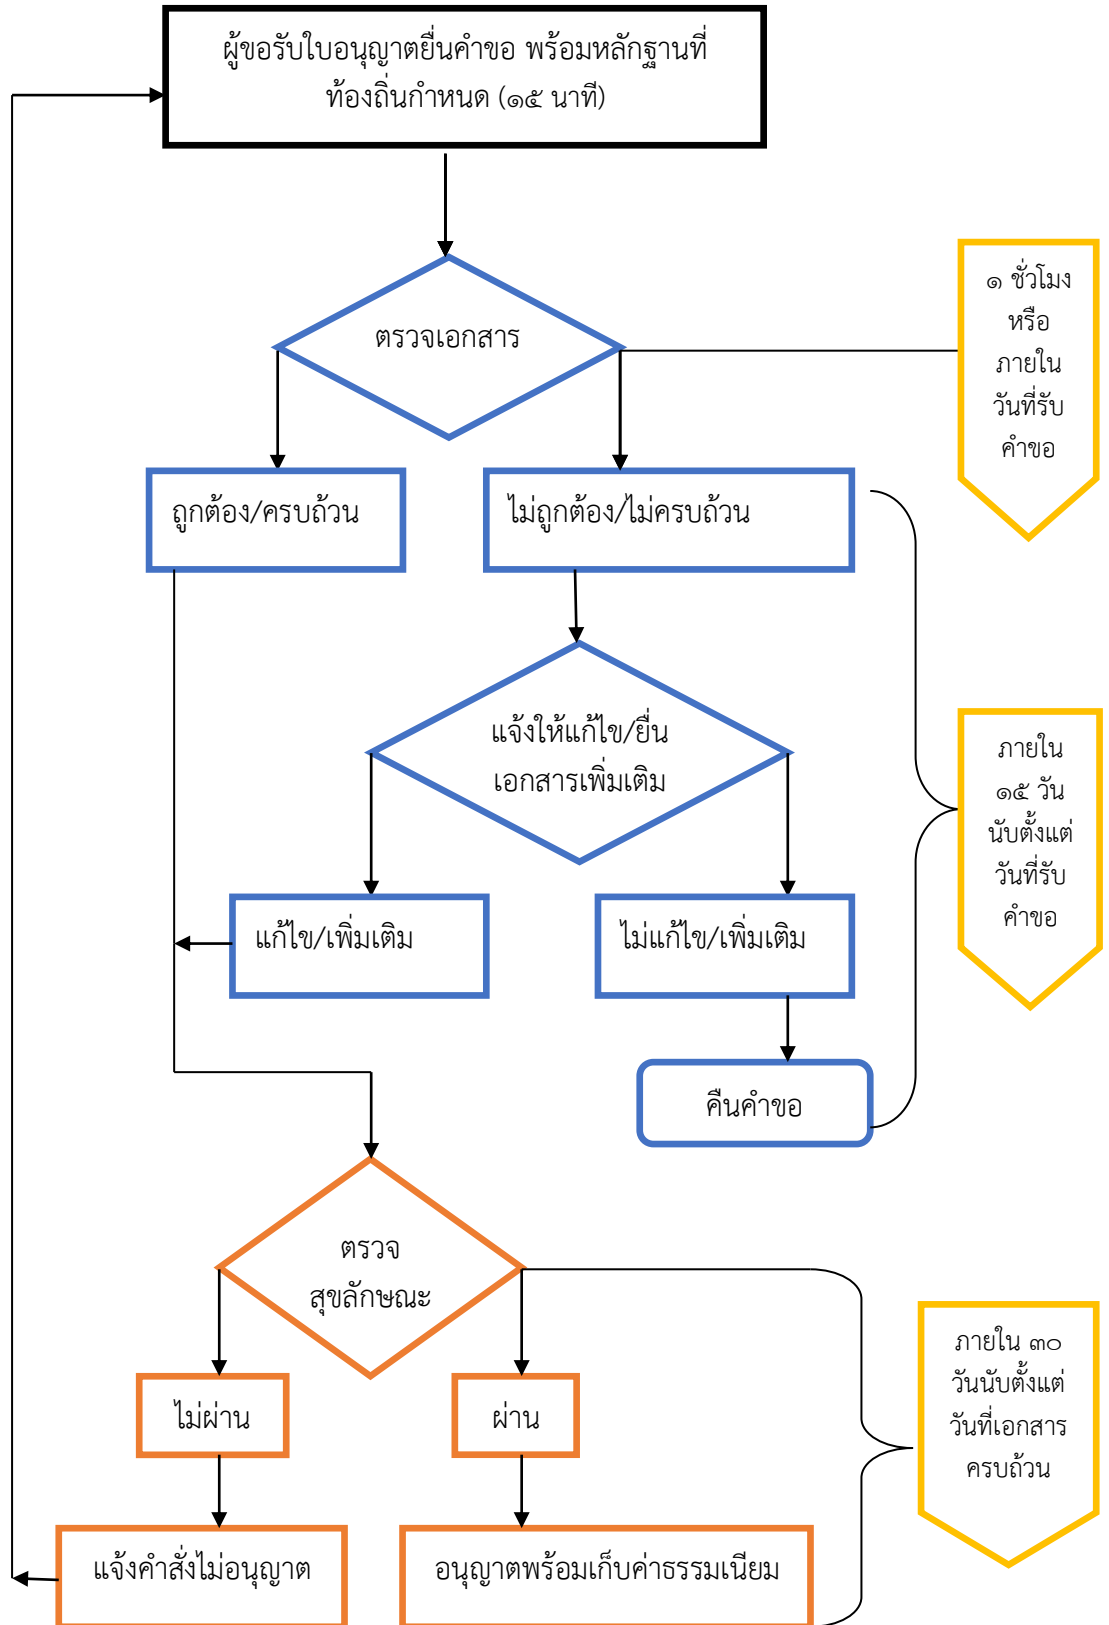 ผู้ขอรับใบอนุญาตยื่นคำขอ พร้อมหลักฐานที่
ท้องถิ่นกำหนด (๑๕ นาที)
ตรวจเอกสาร
๑ ชั่วโมง
หรือ
ภายใน
วันที่รับ
คำขอ
ถูกต้อง/ครบถ้วน
ไม่ถูกต้อง/ไม่ครบถ้วน
แจ้งให้แก้ไข/ยื่น
เอกสารเพิ่มเติม
ภายใน
๑๕ วัน
นับตั้งแต่
วันที่รับ
คำขอ
แก้ไข/เพิ่มเติม
ไม่แก้ไข/เพิ่มเติม
คืนคำขอ
ตรวจ
สุขลักษณะ
ภายใน ๓๐
วันนับตั้งแต่
วันที่เอกสาร
ครบถ้วน
ไม่ผ่าน
ผ่าน
แจ้งคำสั่งไม่อนุญาต
อนุญาตพร้อมเก็บค่าธรรมเนียม